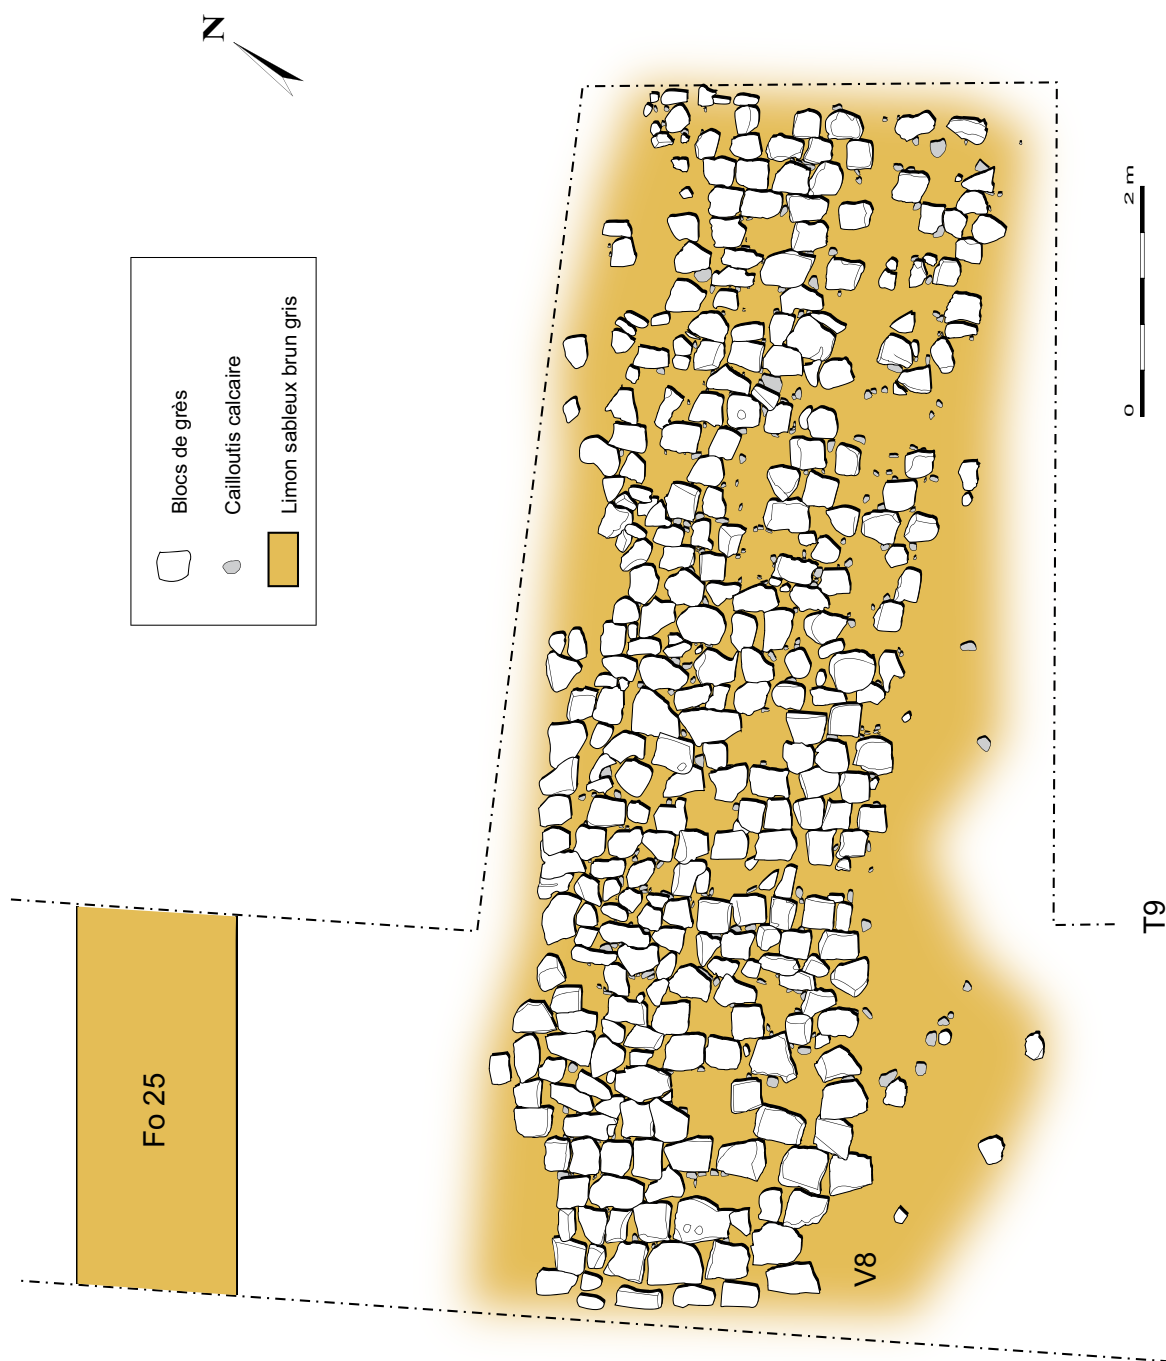 N
Blocs de grès
Cailloutis calcaire
Limon sableux brun gris
0
2 m
Fo 25
V8
T9